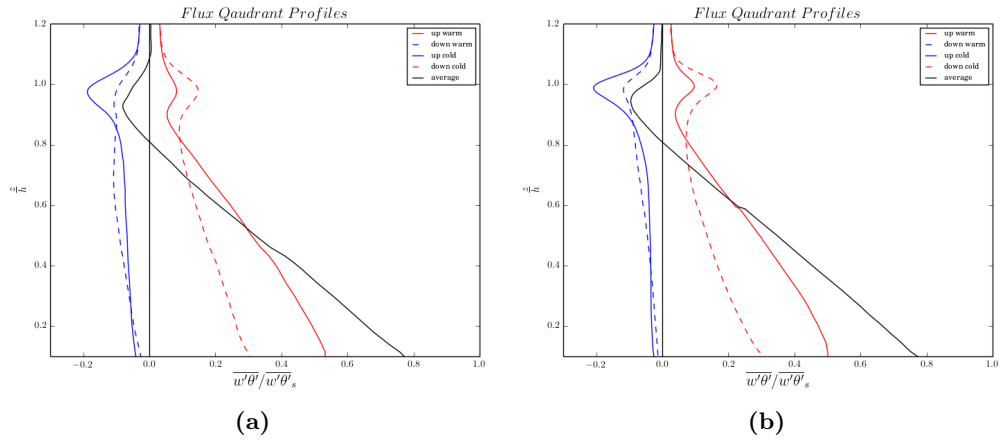 Flux Qaudrant Profiles
1.2
1.0
0.8
0.6
0.4
0.2
z/h
−0.2
0.0
0.2
0.4
0.6
0.8
1.0
w'θ'/w'θ's
up warm
down warm
up cold
down cold
average
(a)
Flux Qaudrant Profiles
1.2
1.0
0.8
0.6
0.4
0.2
z/h
−0.2
0.0
0.2
0.4
0.6
0.8
1.0
w'θ'/w'θ's
up warm
down warm
up cold
down cold
average
(b)